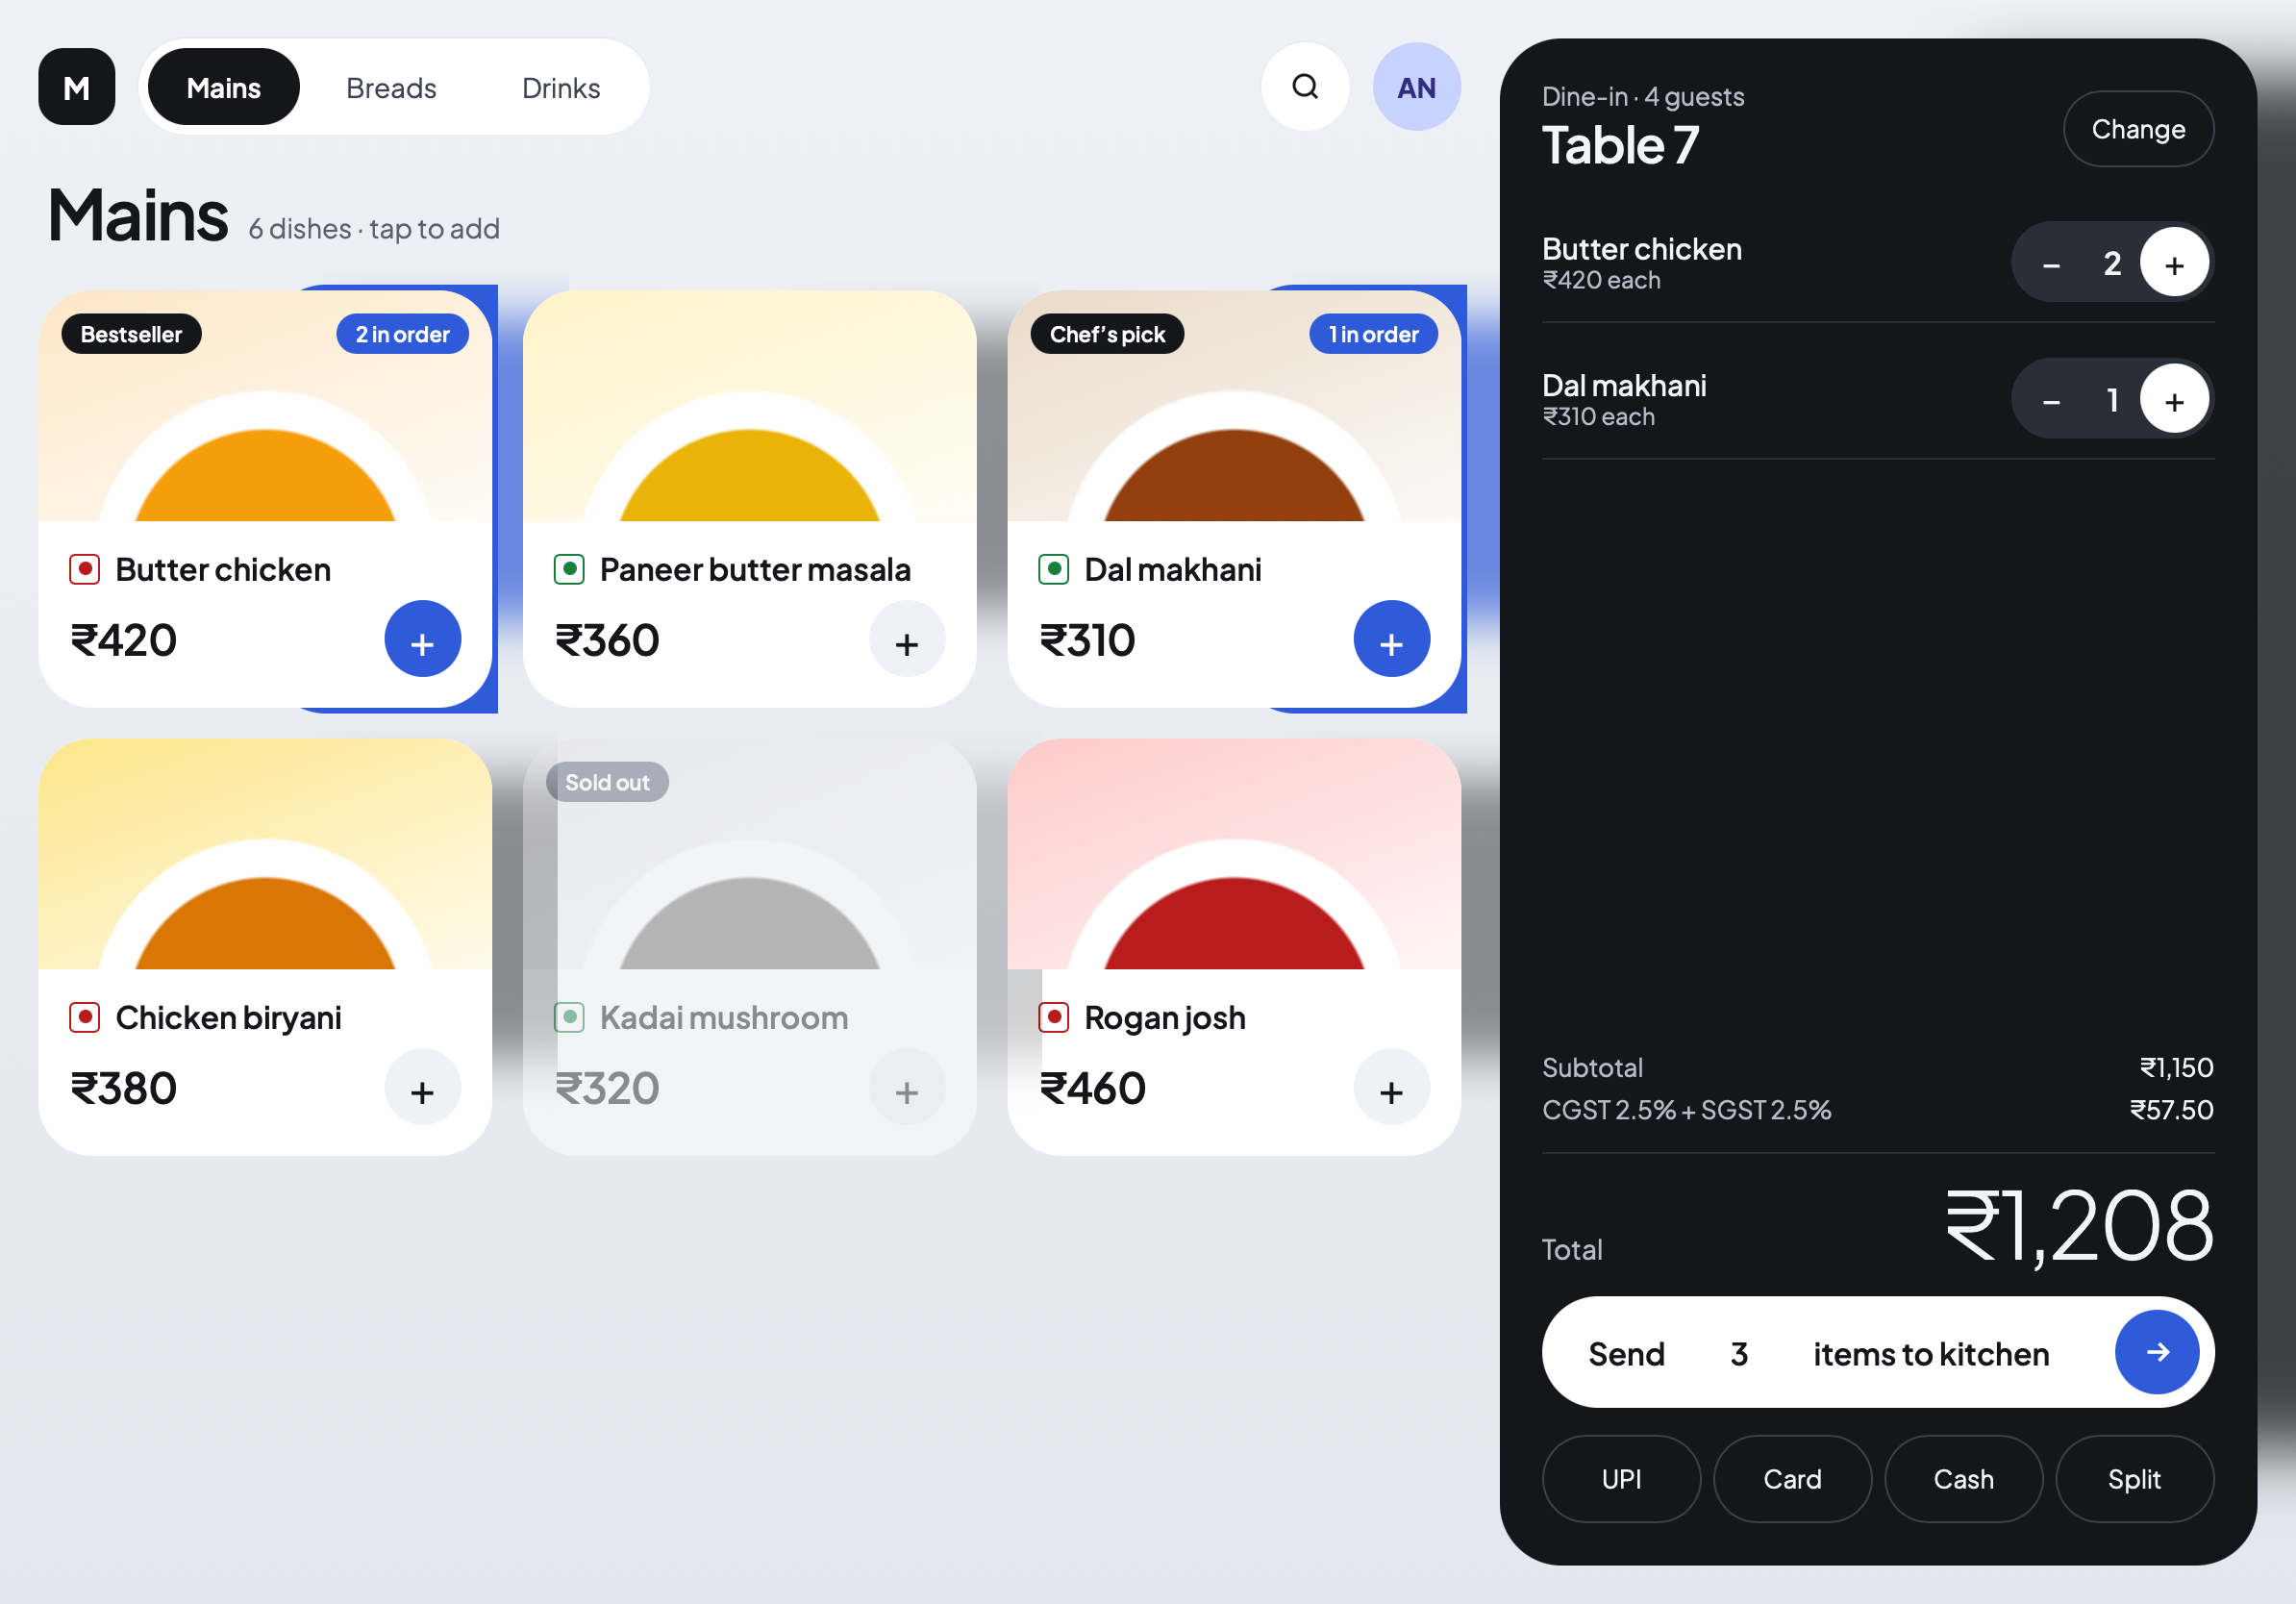 M
Mains
Breads
Drinks
AN
Mains
6 dishes · tap to add
Bestseller
2 in order
Butter chicken
₹420
+
Paneer butter masala
₹360
+
Chef’s pick
1 in order
Dal makhani
₹310
+
Chicken biryani
₹380
+
Sold out
Kadai mushroom
₹320
+
Rogan josh
₹460
+
Dine-in · 4 guests
Table 7
Change
Butter chicken
₹420 each
− 2 +
Dal makhani
₹310 each
− 1 +
Subtotal ₹1,150
CGST 2.5% + SGST 2.5% ₹57.50
Total ₹1,208
Send 3 items to kitchen
UPI
Card
Cash
Split